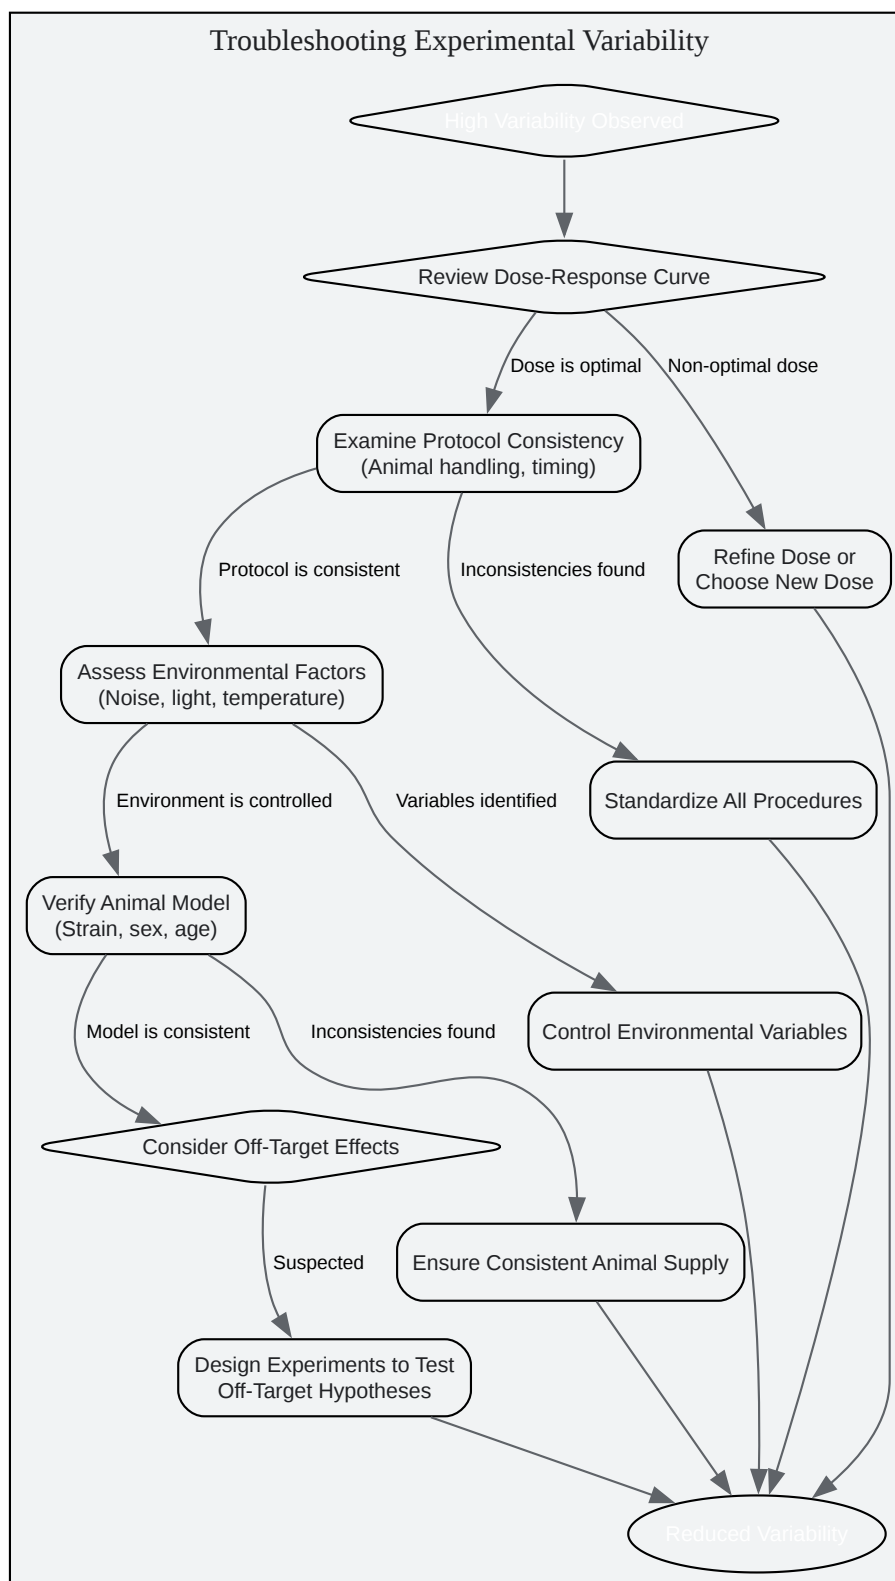 Troubleshooting Experimental Variability
High Variability Observed
Review Dose-Response Curve
Dose is optimal
Non-optimal dose
Examine Protocol Consistency
(Animal handling, timing)
Refine Dose or
Choose New Dose
Protocol is consistent
Inconsistencies found
Assess Environmental Factors
(Noise, light, temperature)
Environment is controlled
Variables identified
Standardize All Procedures
Verify Animal Model
(Strain, sex, age)
Model is consistent
Inconsistencies found
Control Environmental Variables
Consider Off-Target Effects
Suspected
Ensure Consistent Animal Supply
Design Experiments to Test
Off-Target Hypotheses
Reduced Variability